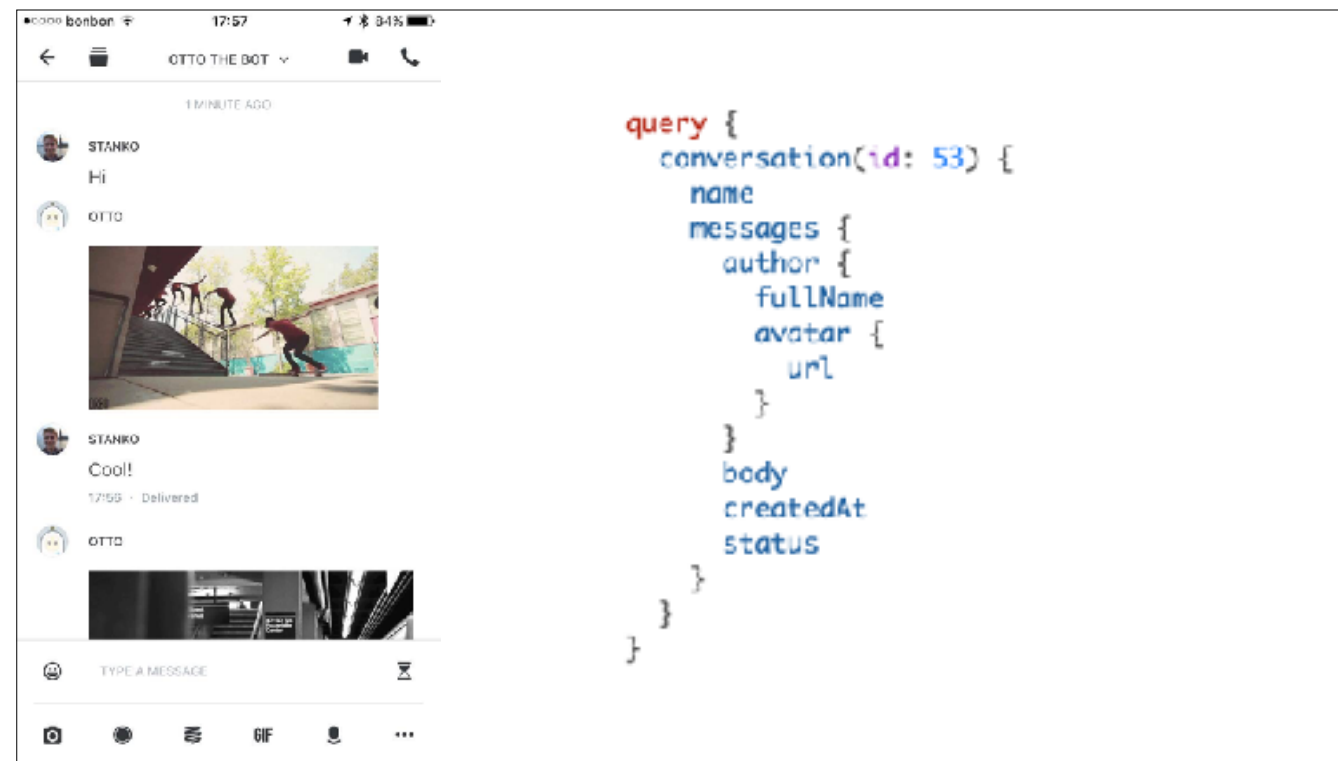 bonbon 17:57 84%
OTTO THE BOT
1 MINUTE AGO
STANKO
Hi
OTTO
STANKO
Cool!
17:56 · Delivered
OTTO
TYPE A MESSAGE
GIF
query {
conversation(id: 53) {
name
messages {
author {
fullName
avatar {
url
}
}
body
createdAt
status
}
}
}